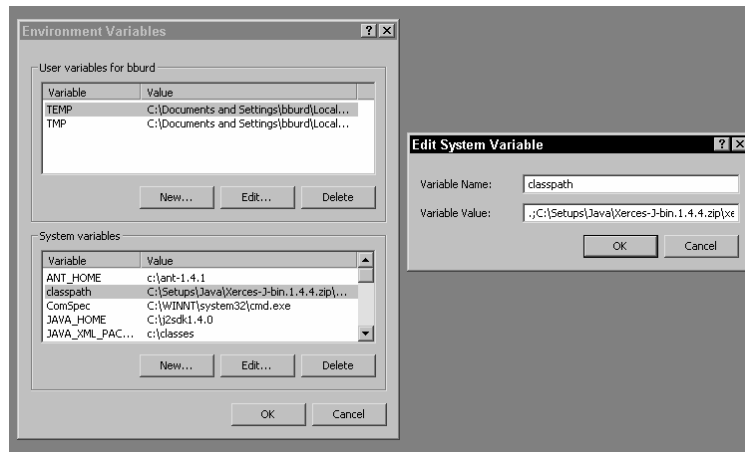 Environment Variables
User variables for bburd
Variable Value
TEMP C:\Documents and Settings\bburd\Local...
TMP C:\Documents and Settings\bburd\Local...
New... Edit... Delete
System variables
Variable Value
ANT_HOME c:\ant-1.4.1
classpath C:\Setups\Java\Xerces-J-bin.1.4.4.zip\...
ComSpec C:\WINNT\system32\cmd.exe
JAVA_HOME C:\j2sdk1.4.0
JAVA_XML_PAC... c:\classes
New... Edit... Delete
OK Cancel
Edit System Variable
Variable Name: classpath
Variable Value: .;C:\Setups\Java\Xerces-J-bin.1.4.4.zip\xe
OK Cancel